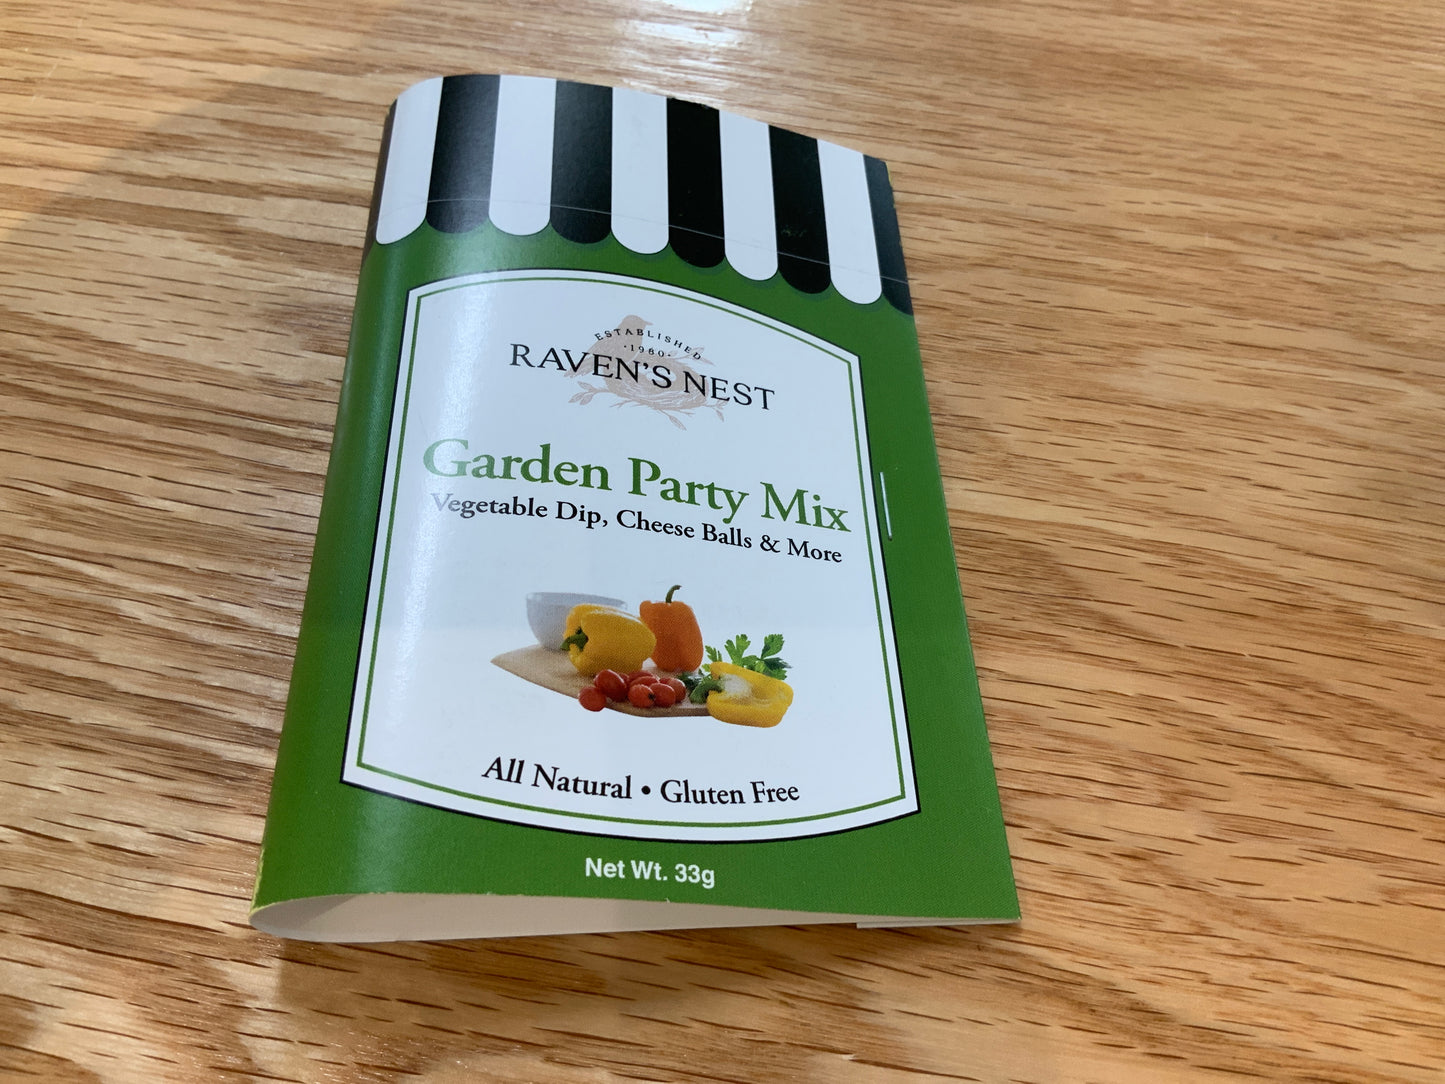 ESTABLISHED
·1980·
RAVEN'S NEST
Garden Party Mix
Vegetable Dip, Cheese Balls & More
All Natural • Gluten Free
Net Wt. 33g